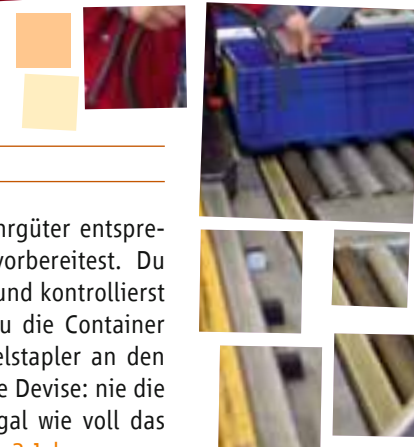 hrgüter entspre-
vorbereitest. Du
und kontrollierst
u die Container
elstapler an den
e Devise: nie die
gal wie voll das